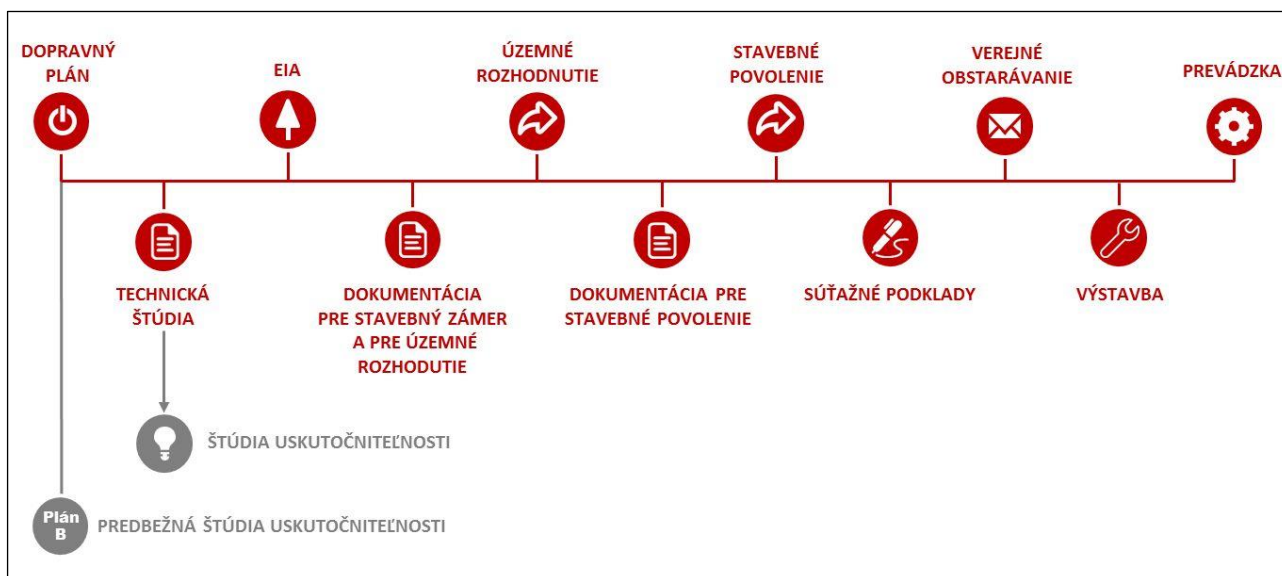 DOPRAVNÝ
PLÁN
EIA
ÚZEMNÉ
ROZHODNUTIE
STAVEBNÉ
POVOLENIE
VEREJNÉ
OBSTARÁVANIE
PREVÁDZKA
TECHNICKÁ
ŠTÚDIA
DOKUMENTÁCIA
PRE STAVEBNÝ ZÁMER
A PRE ÚZEMNÉ
ROZHODUTIE
DOKUMENTÁCIA PRE
STAVEBNÉ POVOLENIE
SÚŤAŽNÉ PODKLADY
VÝSTAVBA
ŠTÚDIA USKUTOČNITEĽNOSTI
Plán
B
PREDBEŽNÁ ŠTÚDIA USKUTOČNITEĽNOSTI